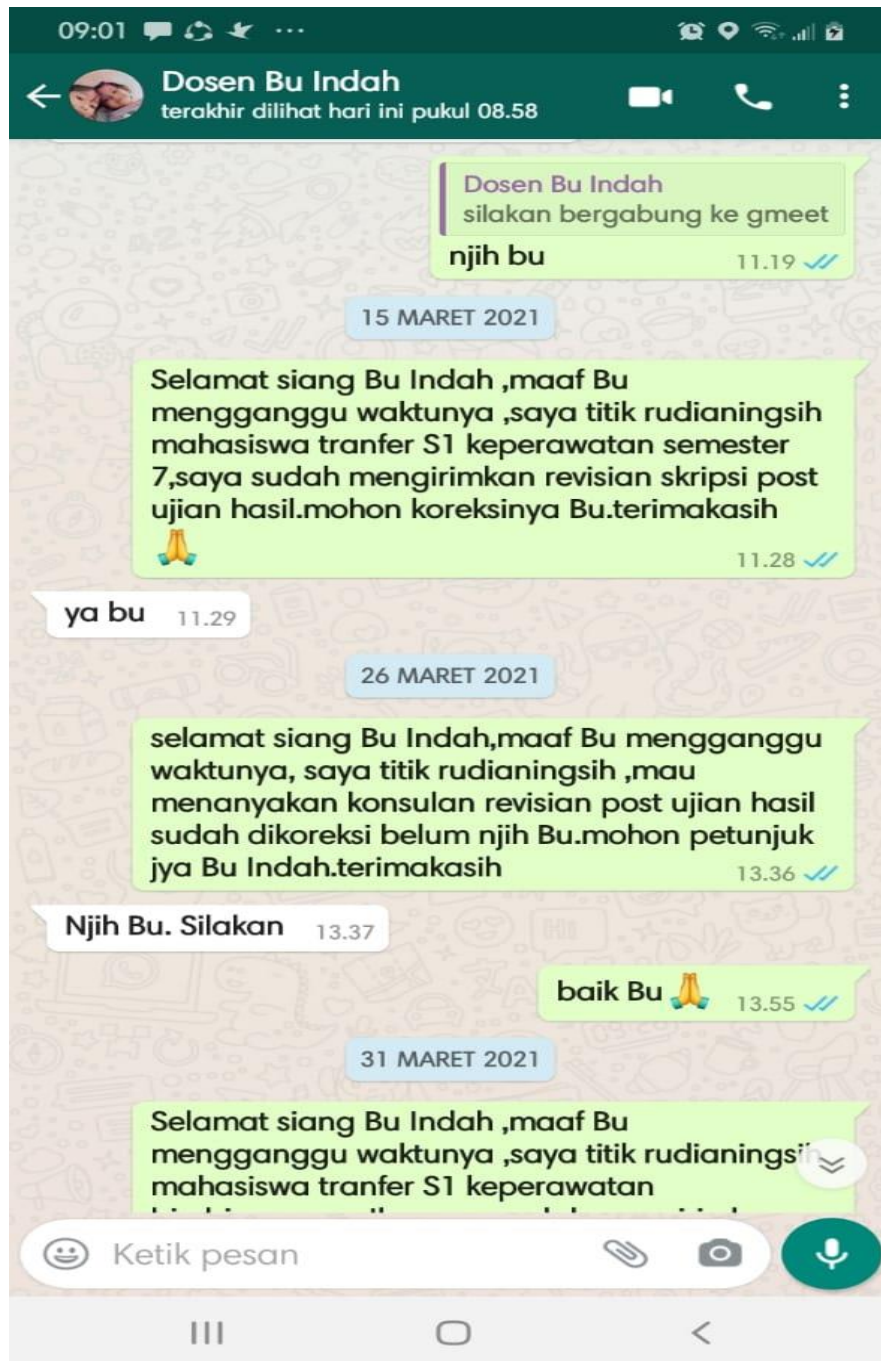 09:01
Dosen Bu Indah
terakhir dilihat hari ini pukul 08.58
Dosen Bu Indah
silakan bergabung ke gmeet
njih bu 11.19
15 MARET 2021
Selamat siang Bu Indah ,maaf Bu
mengganggu waktunya ,saya titik rudianingsih
mahasiswa tranfer S1 keperawatan semester
7,saya sudah mengirimkan revisian skripsi post
ujian hasil.mohon koreksinya Bu.terimakasih
🙏 11.28
ya bu 11.29
26 MARET 2021
selamat siang Bu Indah,maaf Bu mengganggu
waktunya, saya titik rudianingsih ,mau
menanyakan konsulan revisian post ujian hasil
sudah dikoreksi belum njih Bu.mohon petunjuk
jya Bu Indah.terimakasih 13.36
Njih Bu. Silakan 13.37
baik Bu 🙏 13.55
31 MARET 2021
Selamat siang Bu Indah ,maaf Bu
mengganggu waktunya ,saya titik rudianingsih
mahasiswa tranfer S1 keperawatan
Ketik pesan